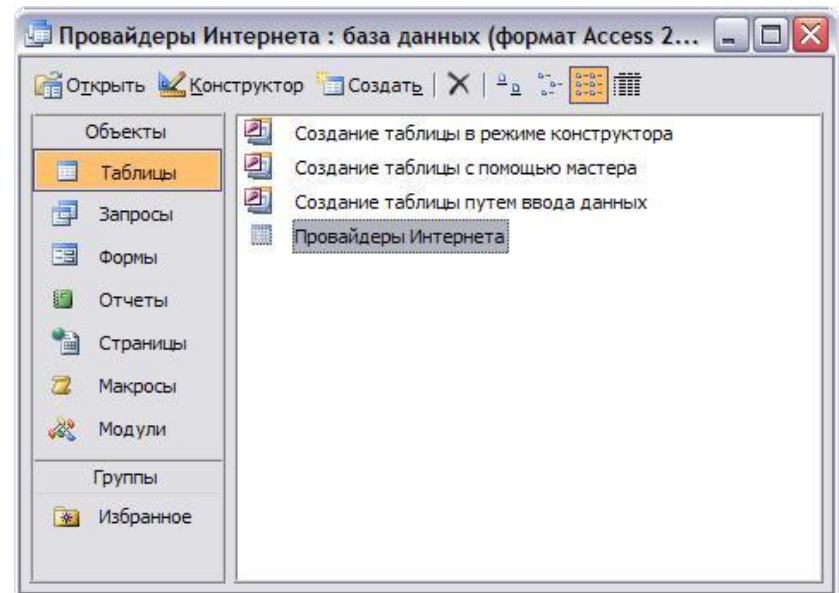 Провайдеры Интернета : база данных (формат Access 2...
Открыть Конструктор Создать
Объекты
Таблицы
Запросы
Формы
Отчеты
Страницы
Макросы
Модули
Группы
Избранное
Создание таблицы в режиме конструктора
Создание таблицы с помощью мастера
Создание таблицы путем ввода данных
Провайдеры Интернета